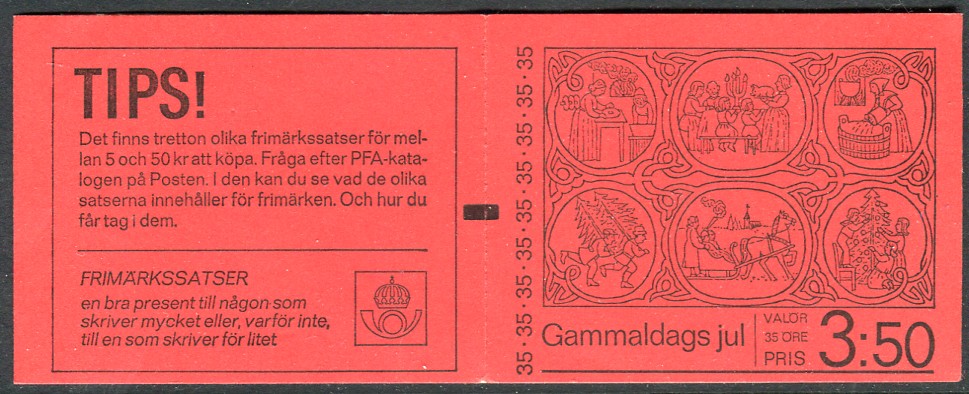 TIPS!
Det finns tretton olika frimärkssatser för mel-
lan 5 och 50 kr att köpa. Fråga efter PFA-kata-
logen på Posten. I den kan du se vad de olika
satserna innehåller för frimärken. Och hur du
får tag i dem.
FRIMÄRKSSATSER
en bra present till någon som
skriver mycket eller, varför inte,
till en som skriver för litet
35·35·35·35·35·35·35·35
Gammaldags jul
VALÖR
35 ÖRE
PRIS
3:50